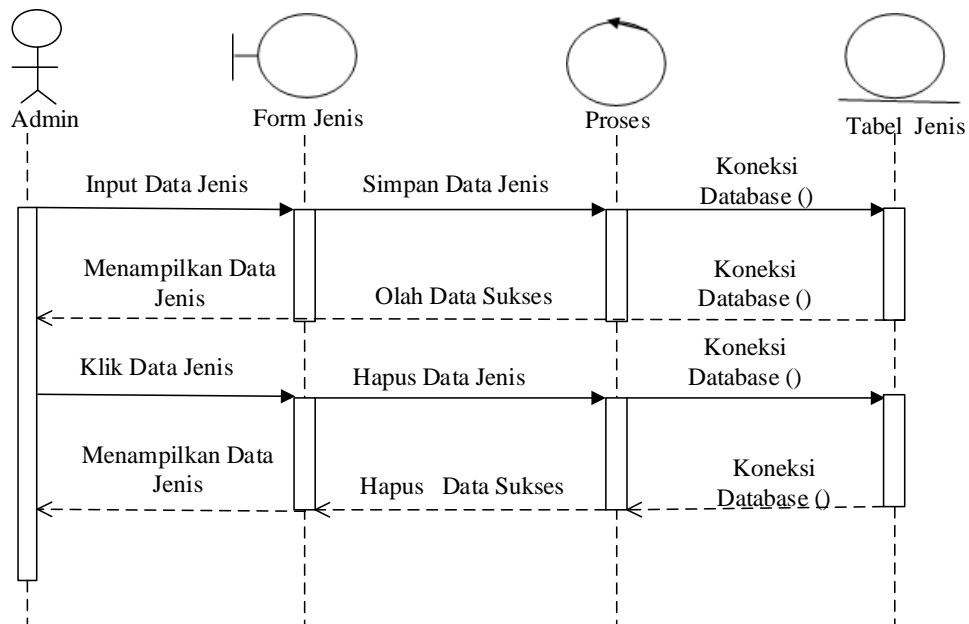 Admin
Form Jenis
Proses
Tabel Jenis
Input Data Jenis
Simpan Data Jenis
Koneksi
Database ()
Menampilkan Data
Jenis
Olah Data Sukses
Koneksi
Database ()
Klik Data Jenis
Hapus Data Jenis
Koneksi
Database ()
Menampilkan Data
Jenis
Hapus Data Sukses
Koneksi
Database ()